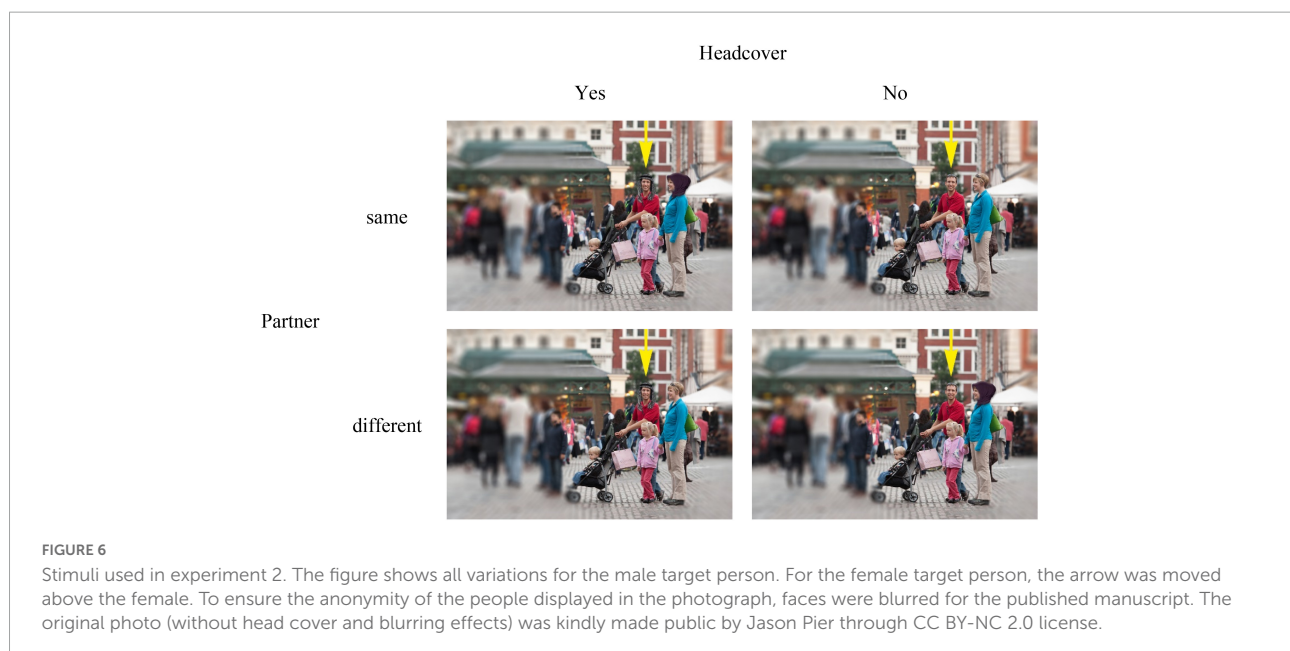 Headcover
Yes
No
same
Partner
different
FIGURE 6
Stimuli used in experiment 2. The figure shows all variations for the male target person. For the female target person, the arrow was moved
above the female. To ensure the anonymity of the people displayed in the photograph, faces were blurred for the published manuscript. The
original photo (without head cover and blurring effects) was kindly made public by Jason Pier through CC BY-NC 2.0 license.